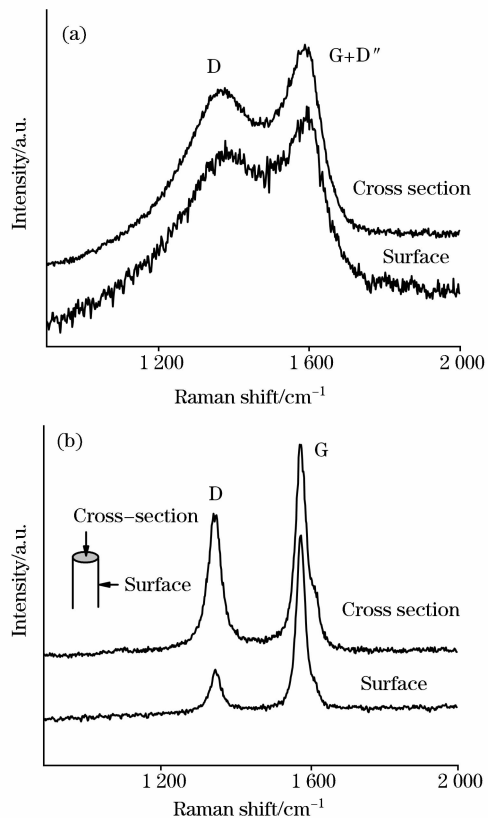 (a)
D
G+D″
Cross section
Surface
Intensity/a.u.
1 200
1 600
2 000
Raman shift/cm⁻¹
(b)
G
D
Cross−section
Surface
Cross section
Surface
Intensity/a.u.
1 200
1 600
2 000
Raman shift/cm⁻¹